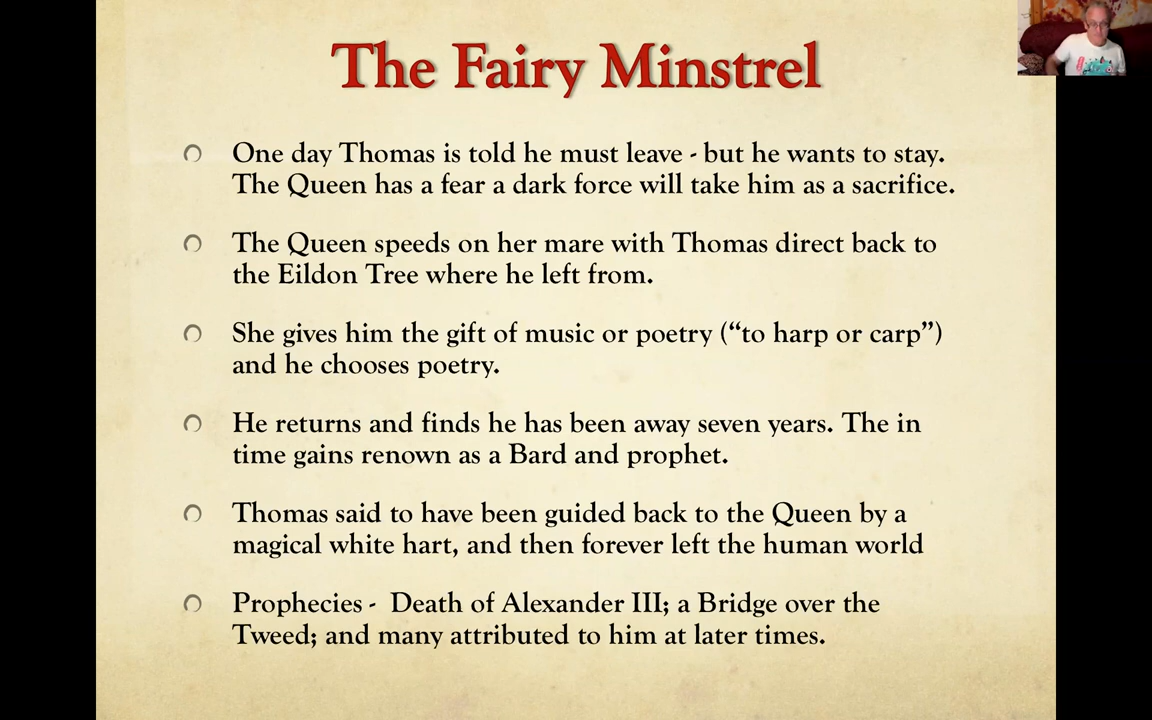 The Fairy Minstrel
One day Thomas is told he must leave - but he wants to stay.
The Queen has a fear a dark force will take him as a sacrifice.
The Queen speeds on her mare with Thomas direct back to
the Eildon Tree where he left from.
She gives him the gift of music or poetry (“to harp or carp”)
and he chooses poetry.
He returns and finds he has been away seven years. The in
time gains renown as a Bard and prophet.
Thomas said to have been guided back to the Queen by a
magical white hart, and then forever left the human world
Prophecies - Death of Alexander III; a Bridge over the
Tweed; and many attributed to him at later times.